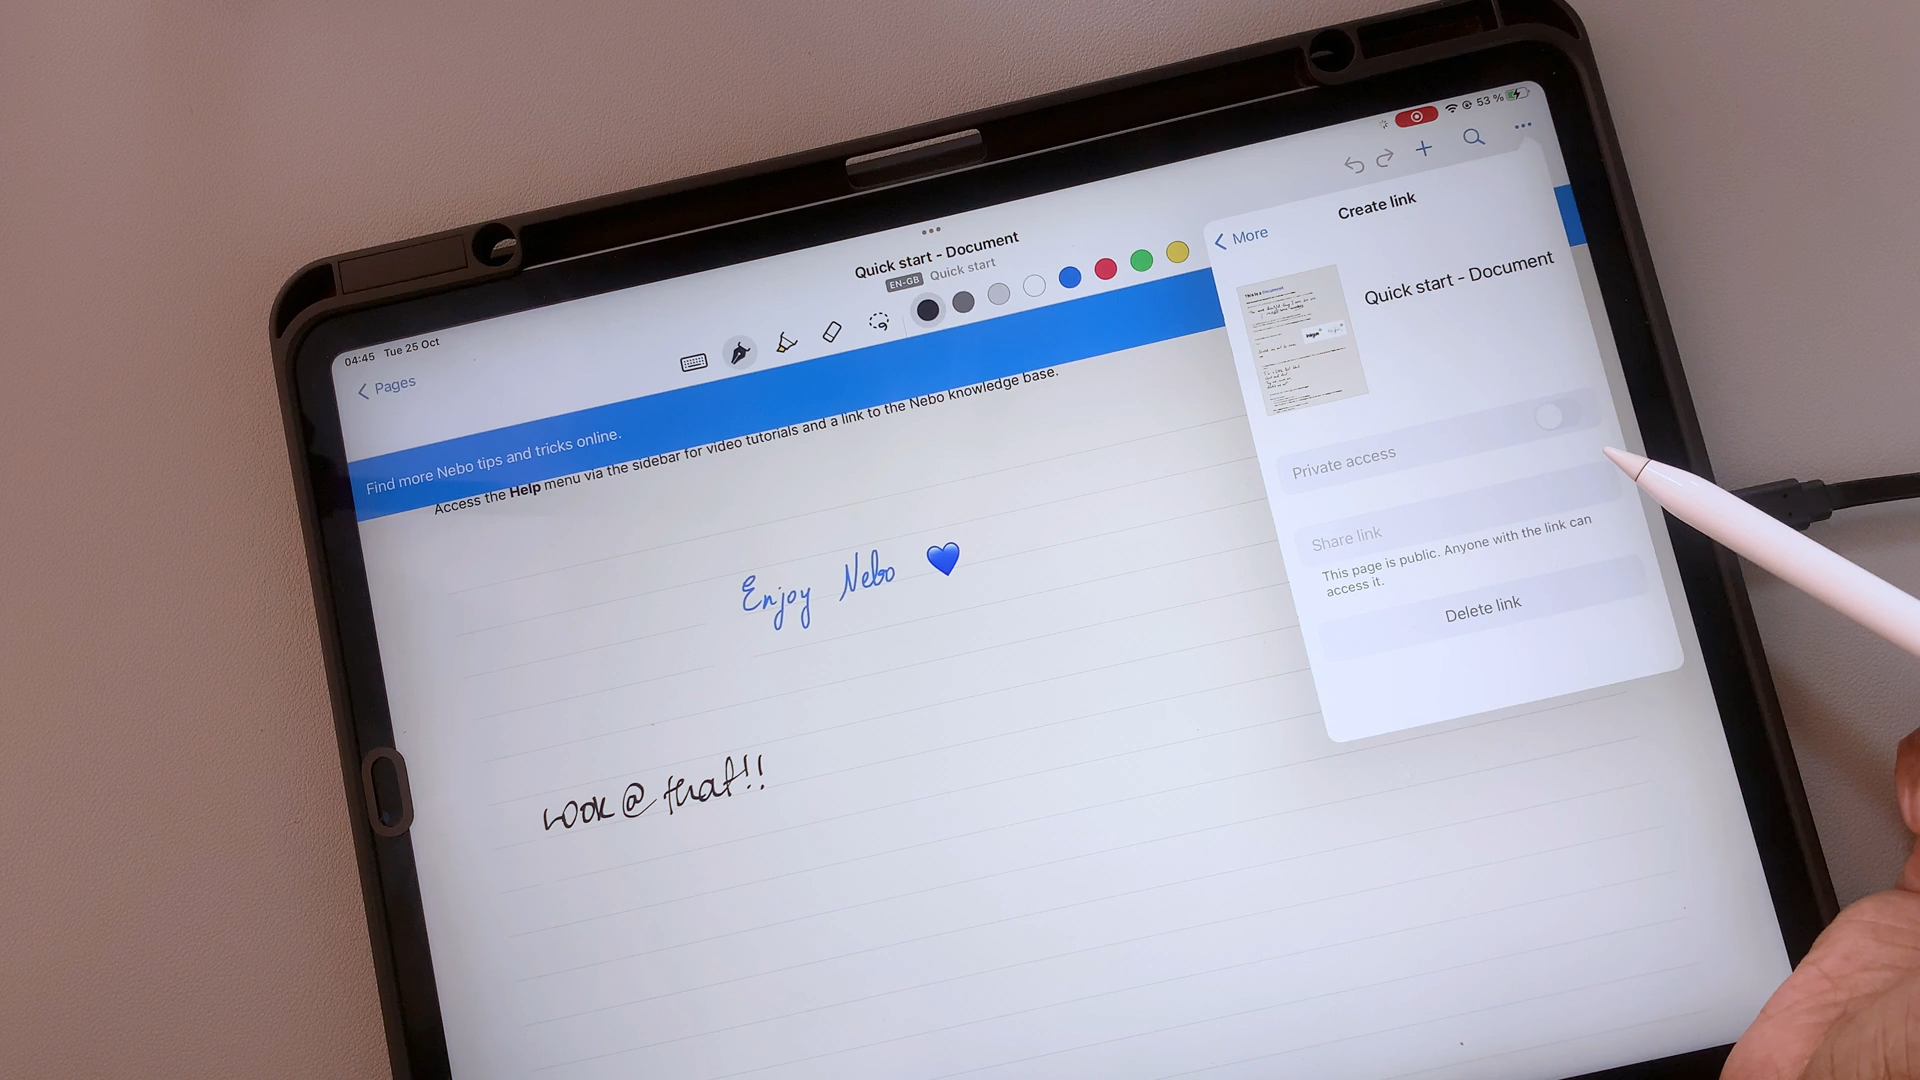 04:45 Tue 25 Oct
53 %
Pages
Quick start - Document
EN-GB Quick start
Find more Nebo tips and tricks online.
Access the Help menu via the sidebar for video tutorials and a link to the Nebo knowledge base.
Enjoy Nebo 💙
Look @ that!!
More
Create link
This is a Document
Quick start - Document
Private access
Share link
This page is public. Anyone with the link can
access it.
Delete link